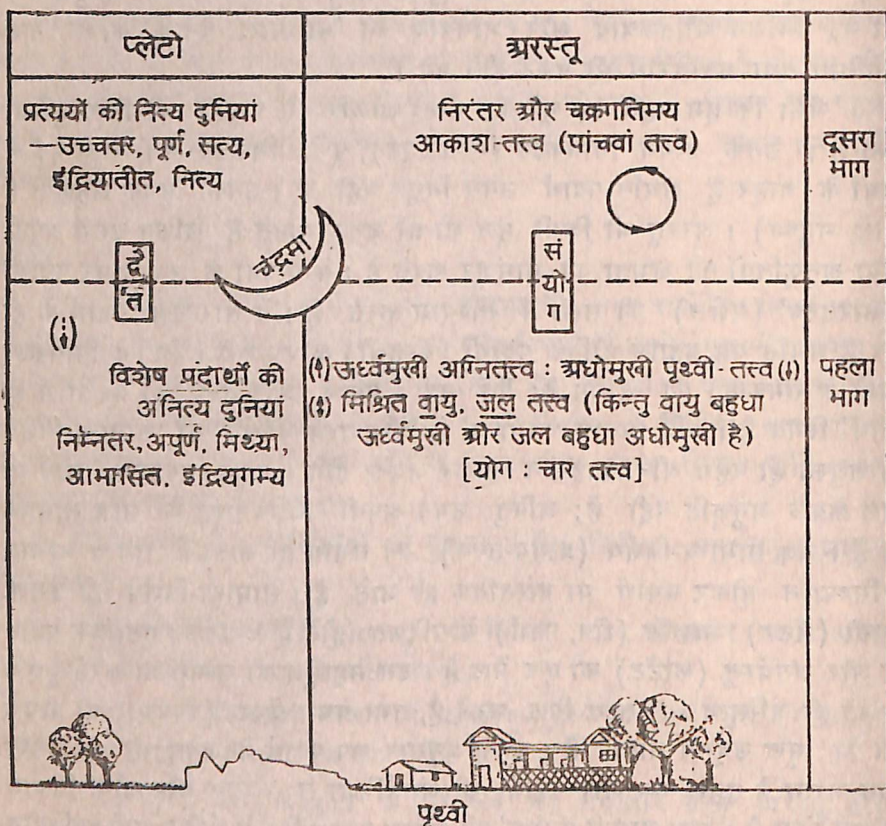 प्लेटो
अरस्तू
प्रत्ययों की नित्य दुनियां
—उच्चतर, पूर्ण, सत्य,
इंद्रियातीत, नित्य
निरंतर और चक्रगतिमय
आकाश-तत्त्व (पांचवां तत्त्व)
दूसरा
भाग
चंद्रमा
द्वै
त
सं
यो
ग
विशेष पदार्थों की
अनित्य दुनियां
निम्नतर, अपूर्ण, मिथ्या,
आभासित, इंद्रियगम्य
(↑) ऊर्ध्वमुखी अग्नितत्त्व : अधोमुखी पृथ्वी-तत्त्व (↓)
(↕) मिश्रित वायु, जल तत्त्व (किन्तु वायु बहुधा
ऊर्ध्वमुखी और जल बहुधा अधोमुखी है)
[योग : चार तत्त्व]
पहला
भाग
पृथ्वी